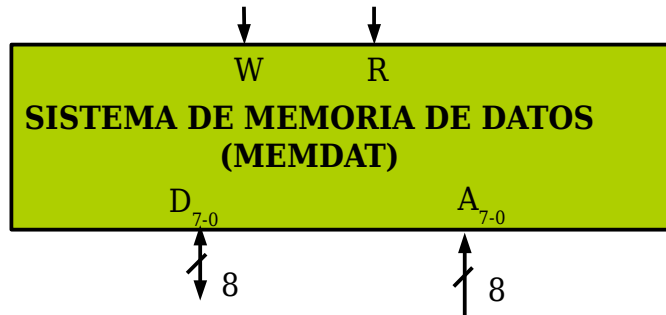 W R
SISTEMA DE MEMORIA DE DATOS
(MEMDAT)
D7-0 A7-0
8 8